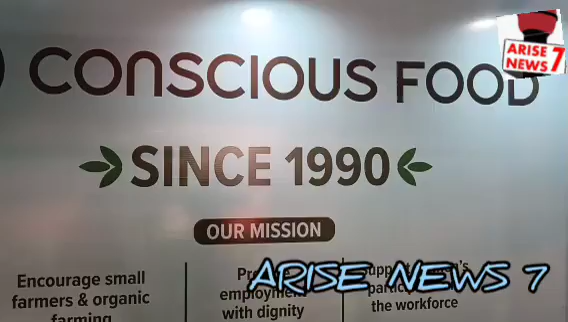 CONSCIOUS FOOD
ARISE
NEWS 7
SINCE 1990
OUR MISSION
Encourage small
farmers & organic
farming
employment
with dignity
the workforce
ARISE NEWS 7